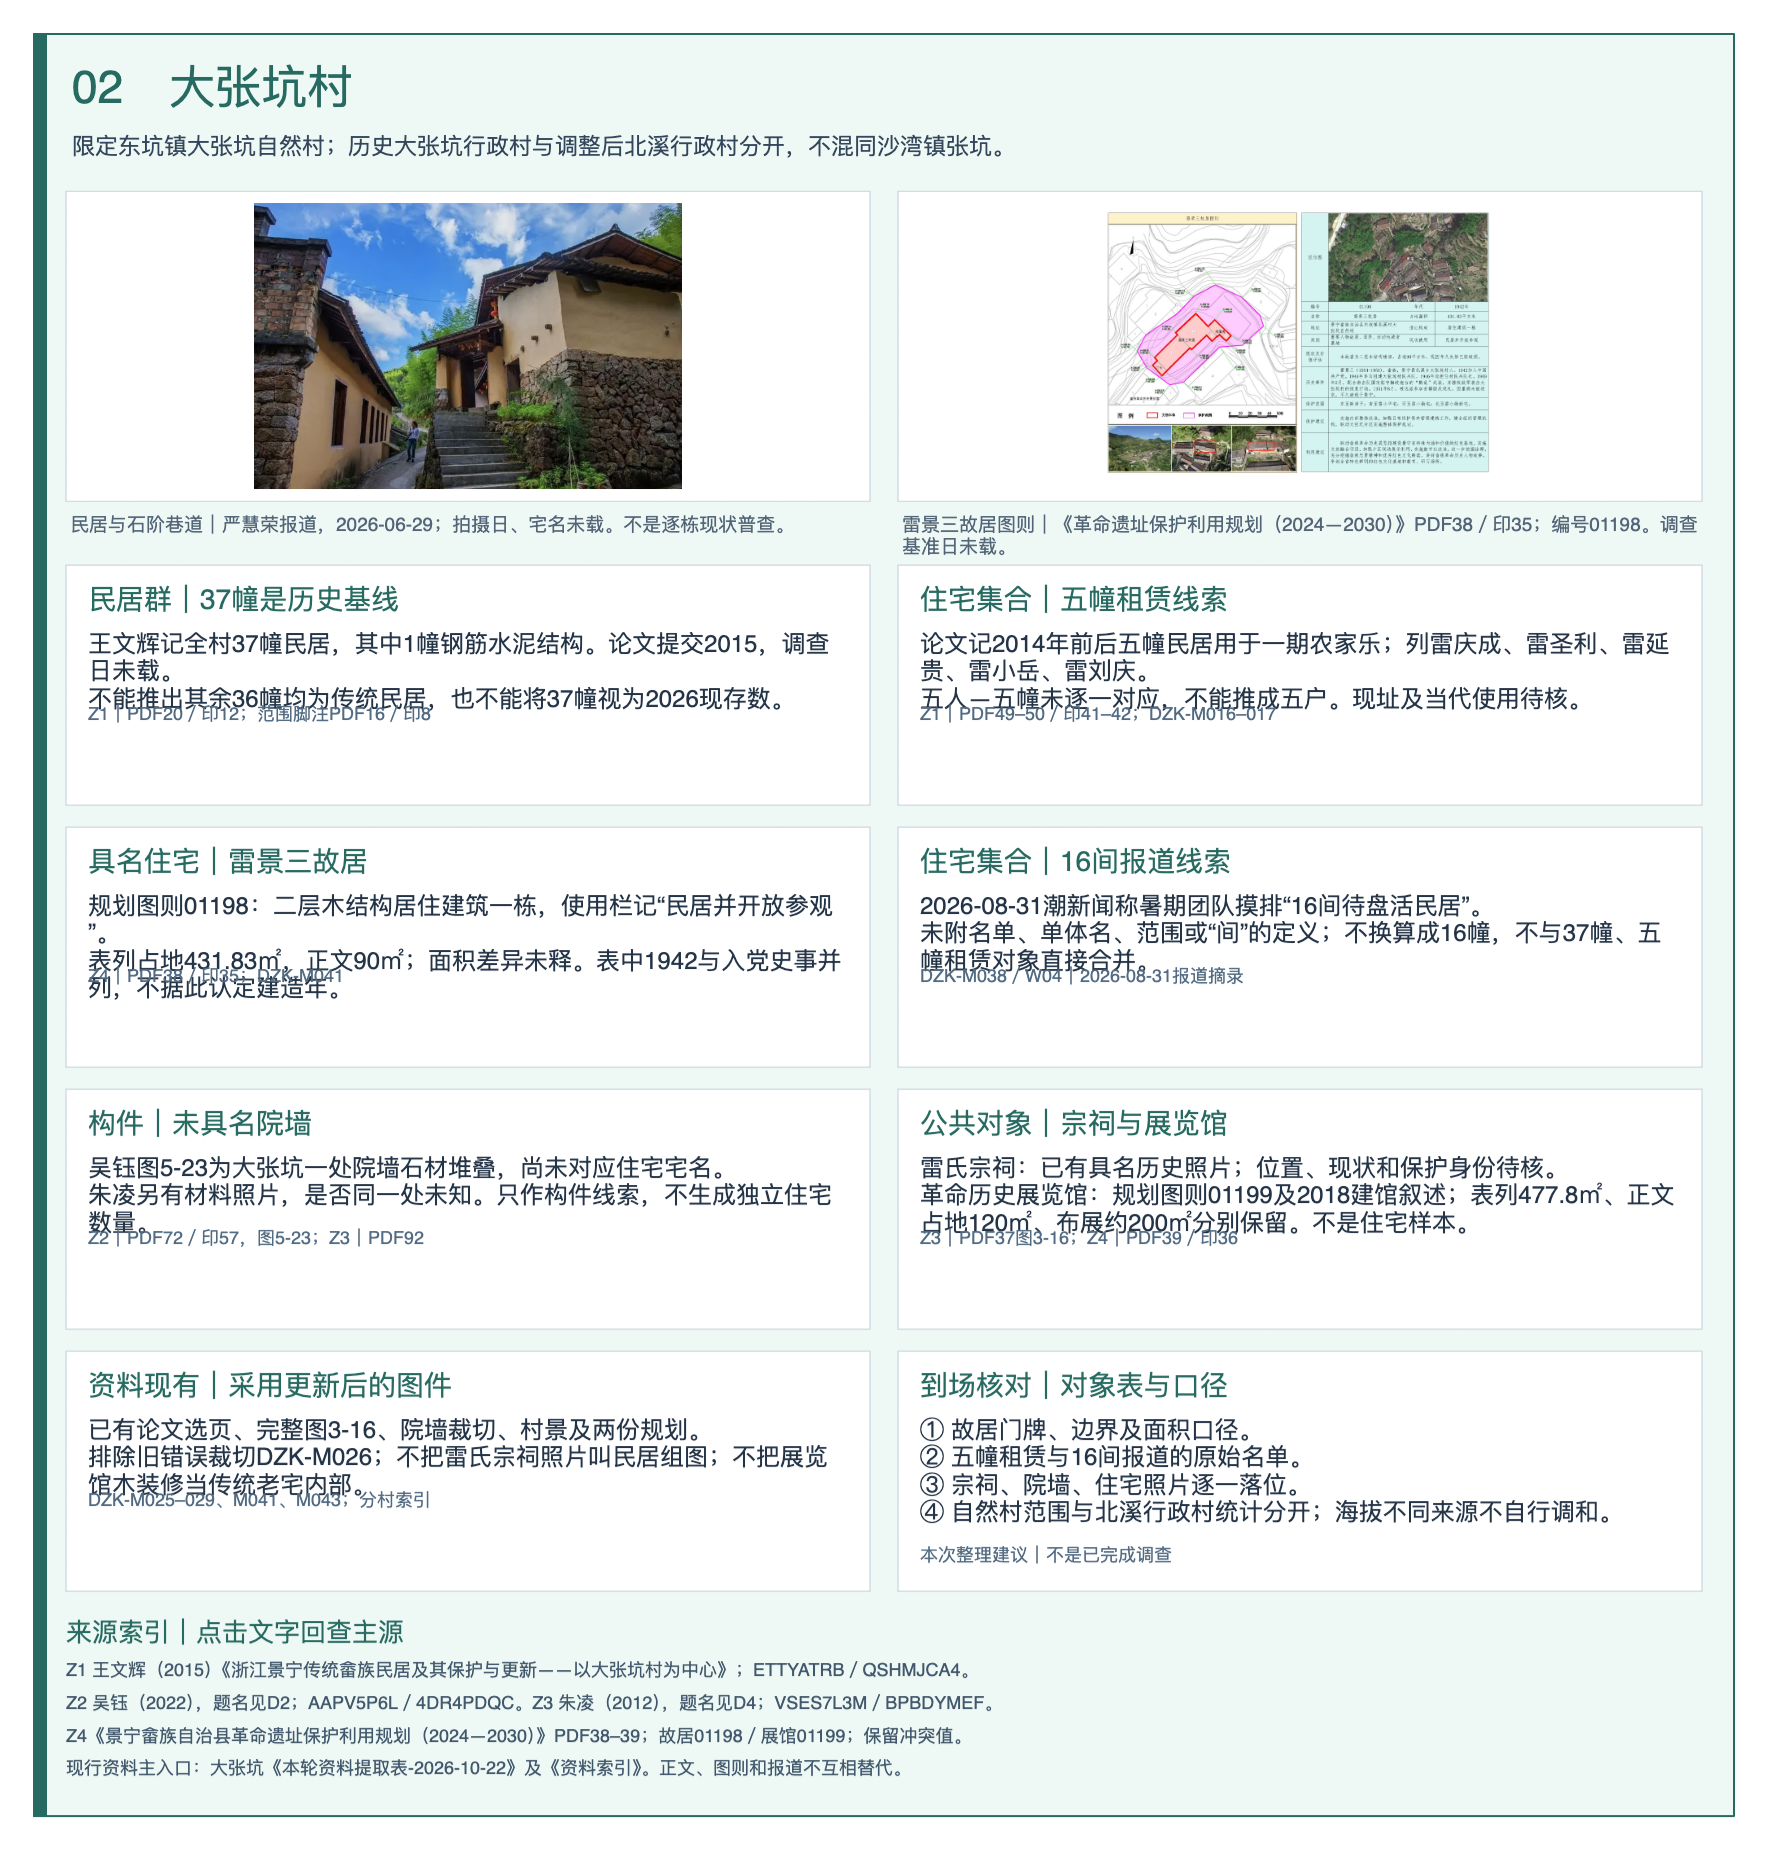 02 大张坑村
限定东坑镇大张坑自然村；历史大张坑行政村与调整后北溪行政村分开，不混同沙湾镇张坑。
民居与石阶巷道｜严慧荣报道，2026-06-29；拍摄日、宅名未载。不是逐栋现状普查。
雷景三故居图则｜《革命遗址保护利用规划（2024—2030）》PDF38 / 印35；编号01198。调查
基准日未载。
民居群｜37幢是历史基线
王文辉记全村37幢民居，其中1幢钢筋水泥结构。论文提交2015，调查
日未载。
不能推出其余36幢均为传统民居，也不能将37幢视为2026现存数。
Z1｜PDF20 / 印12；范围脚注PDF16 / 印8
住宅集合｜五幢租赁线索
论文记2014年前后五幢民居用于一期农家乐；列雷庆成、雷圣利、雷延
贵、雷小岳、雷刘庆。
五人—五幢未逐一对应，不能推成五户。现址及当代使用待核。
Z1｜PDF49–50 / 印41–42；DZK-M016–017
具名住宅｜雷景三故居
规划图则01198：二层木结构居住建筑一栋，使用栏记“民居并开放参观
”。
表列占地431.83㎡，正文90㎡；面积差异未释。表中1942与入党史事并
列，不据此认定建造年。
Z4｜PDF38 / 印35；DZK-M041
住宅集合｜16间报道线索
2026-08-31潮新闻称暑期团队摸排“16间待盘活民居”。
未附名单、单体名、范围或“间”的定义；不换算成16幢，不与37幢、五
幢租赁对象直接合并。
DZK-M038 / W04｜2026-08-31报道摘录
构件｜未具名院墙
吴钰图5-23为大张坑一处院墙石材堆叠，尚未对应住宅宅名。
朱凌另有材料照片，是否同一处未知。只作构件线索，不生成独立住宅
数量。
Z2｜PDF72 / 印57，图5-23；Z3｜PDF92
公共对象｜宗祠与展览馆
雷氏宗祠：已有具名历史照片；位置、现状和保护身份待核。
革命历史展览馆：规划图则01199及2018建馆叙述；表列477.8㎡、正文
占地120㎡、布展约200㎡分别保留。不是住宅样本。
Z3｜PDF37图3-16；Z4｜PDF39 / 印36
资料现有｜采用更新后的图件
已有论文选页、完整图3-16、院墙裁切、村景及两份规划。
排除旧错误裁切DZK-M026；不把雷氏宗祠照片叫民居组图；不把展览
馆木装修当传统老宅内部。
DZK-M025–029、M041、M043；分村索引
到场核对｜对象表与口径
① 故居门牌、边界及面积口径。
② 五幢租赁与16间报道的原始名单。
③ 宗祠、院墙、住宅照片逐一落位。
④ 自然村范围与北溪行政村统计分开；海拔不同来源不自行调和。
本次整理建议｜不是已完成调查
来源索引｜点击文字回查主源
Z1 王文辉（2015）《浙江景宁传统畲族民居及其保护与更新——以大张坑村为中心》；ETTYATRB / QSHMJCA4。
Z2 吴钰（2022），题名见D2；AAPV5P6L / 4DR4PDQC。Z3 朱凌（2012），题名见D4；VSES7L3M / BPBDYMEF。
Z4《景宁畲族自治县革命遗址保护利用规划（2024—2030）》PDF38–39；故居01198 / 展馆01199；保留冲突值。
现行资料主入口：大张坑《本轮资料提取表-2026-10-22》及《资料索引》。正文、图则和报道不互相替代。